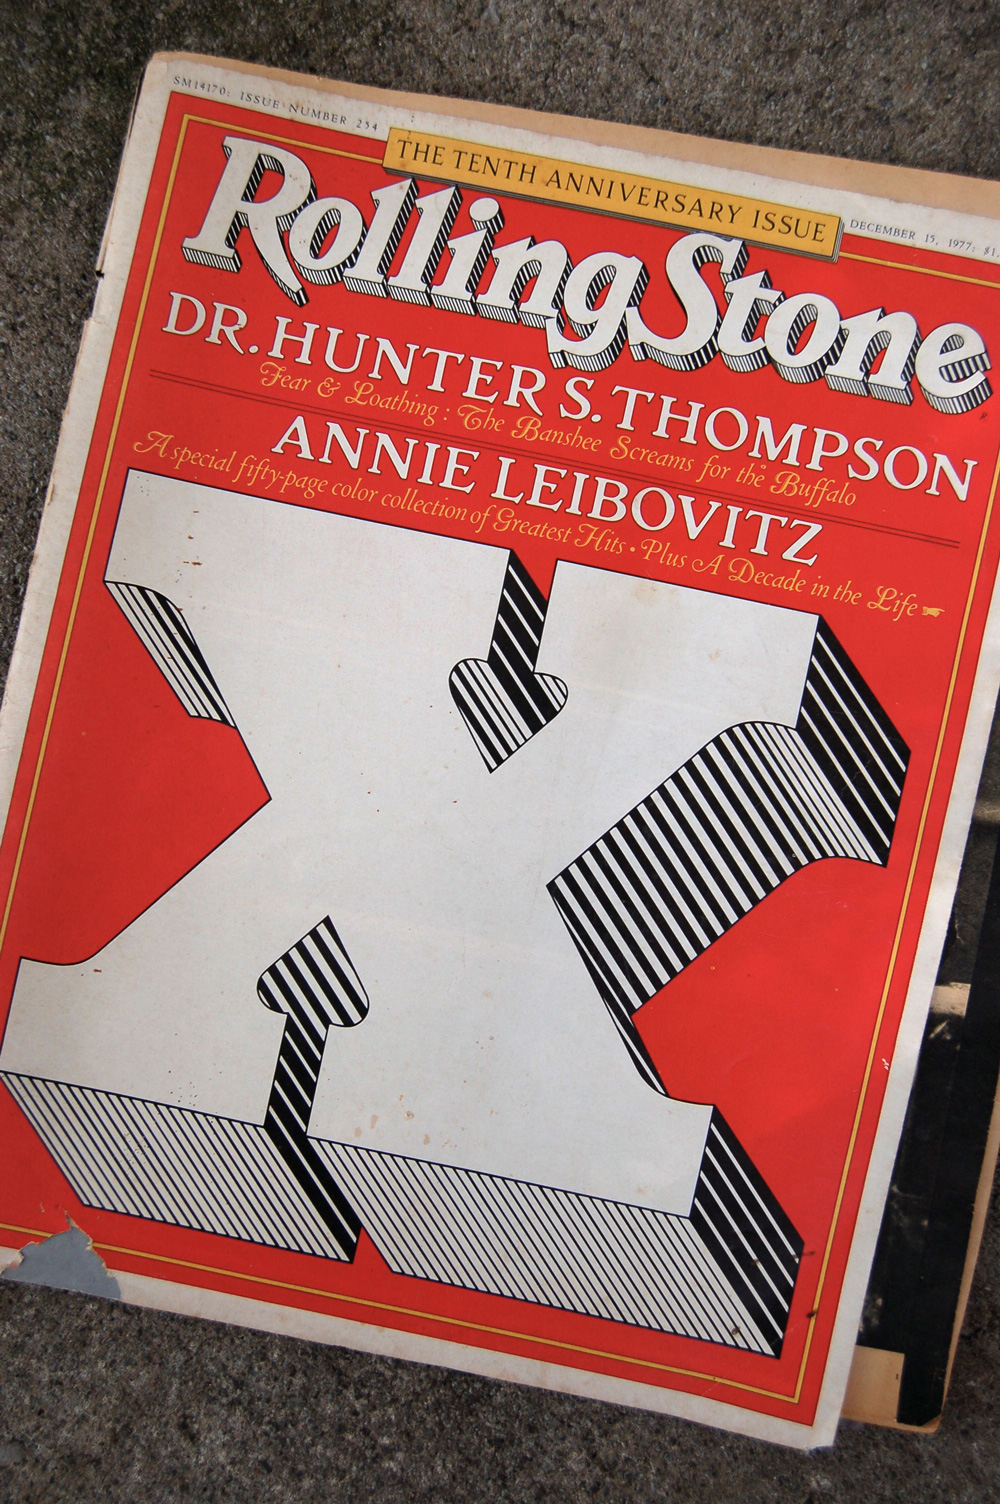 SM14170: ISSUE NUMBER 254
THE TENTH ANNIVERSARY ISSUE
DECEMBER 15, 1977: $1.
RollingStone
DR. HUNTER S. THOMPSON
Fear & Loathing: The Banshee Screams for the Buffalo
ANNIE LEIBOVITZ
A special fifty-page color collection of Greatest Hits • Plus A Decade in the Life
X